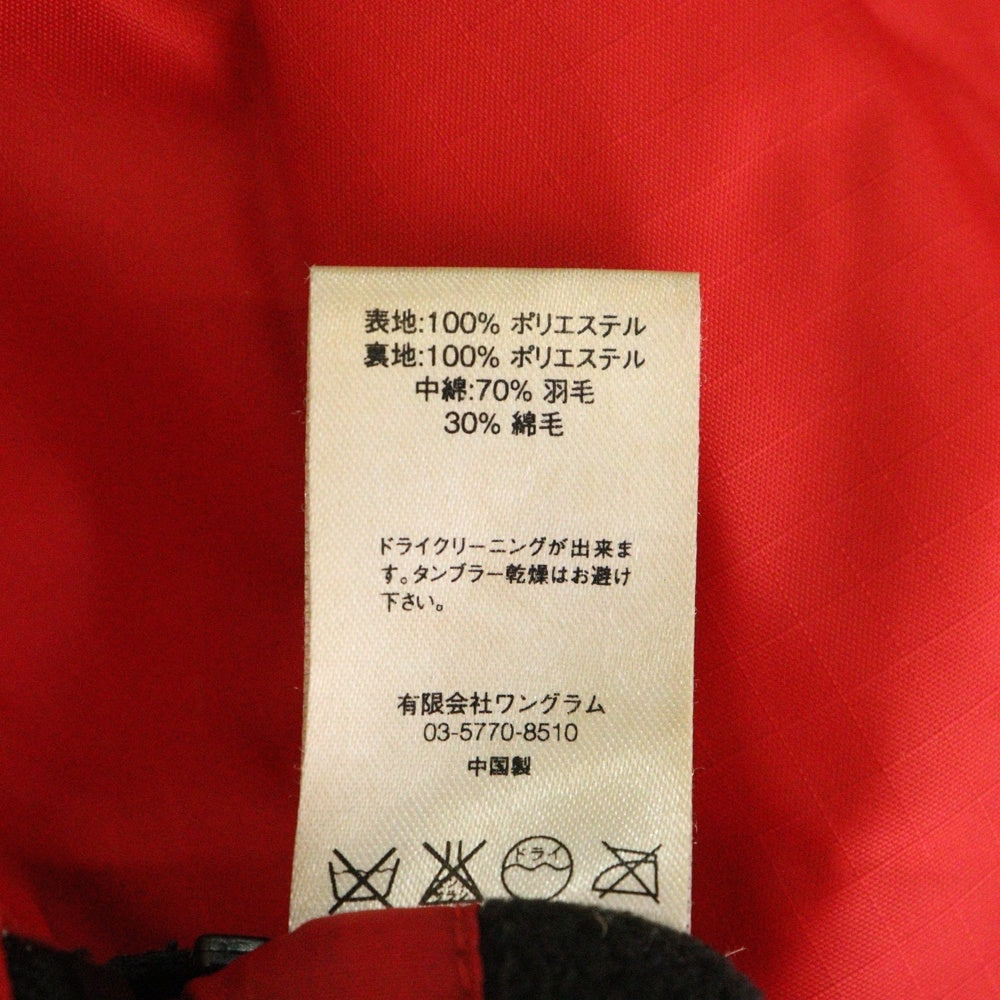 表地:100% ポリエステル
裏地:100% ポリエステル
中綿:70% 羽毛
30% 綿毛
ドライクリーニングが出来ま
す。タンブラー乾燥はお避け
下さい。
有限会社ワングラム
03-5770-8510
中国製
ドライ